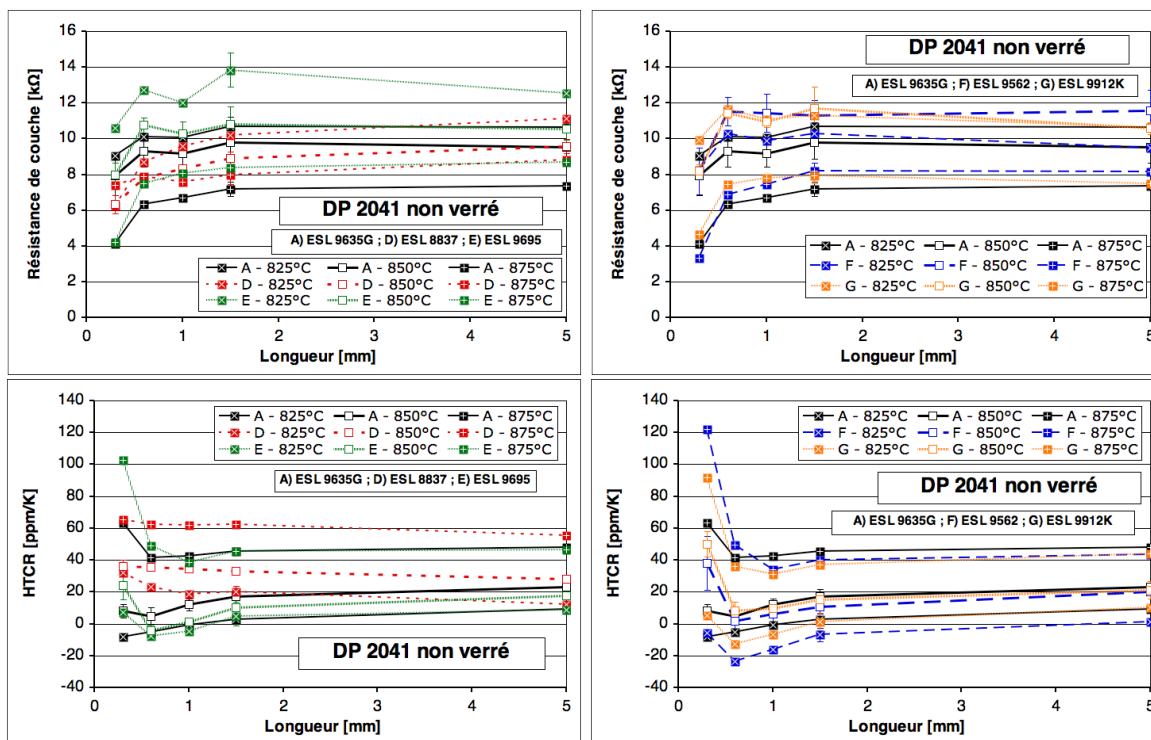 16
14
12
10
8
6
4
2
0
Résistance de couche [kΩ]
DP 2041 non verré
A) ESL 9635G ; D) ESL 8837 ; E) ESL 9695
A - 825°C A - 850°C A - 875°C
D - 825°C D - 850°C D - 875°C
E - 825°C E - 850°C E - 875°C
0 1 2 3 4 5
Longueur [mm]
16
14
12
10
8
6
4
2
0
Résistance de couche [kΩ]
DP 2041 non verré
A) ESL 9635G ; F) ESL 9562 ; G) ESL 9912K
A - 825°C A - 850°C A - 875°C
F - 825°C F - 850°C F - 875°C
G - 825°C G - 850°C G - 875°C
0 1 2 3 4 5
Longueur [mm]
140
120
100
80
60
40
20
0
-20
-40
HTCR [ppm/K]
A - 825°C A - 850°C A - 875°C
D - 825°C D - 850°C D - 875°C
E - 825°C E - 850°C E - 875°C
A) ESL 9635G ; D) ESL 8837 ; E) ESL 9695
DP 2041 non verré
0 1 2 3 4 5
Longueur [mm]
140
120
100
80
60
40
20
0
-20
-40
HTCR [ppm/K]
A - 825°C A - 850°C A - 875°C
F - 825°C F - 850°C F - 875°C
G - 825°C G - 850°C G - 875°C
DP 2041 non verré
A) ESL 9635G ; F) ESL 9562 ; G) ESL 9912K
0 1 2 3 4 5
Longueur [mm]